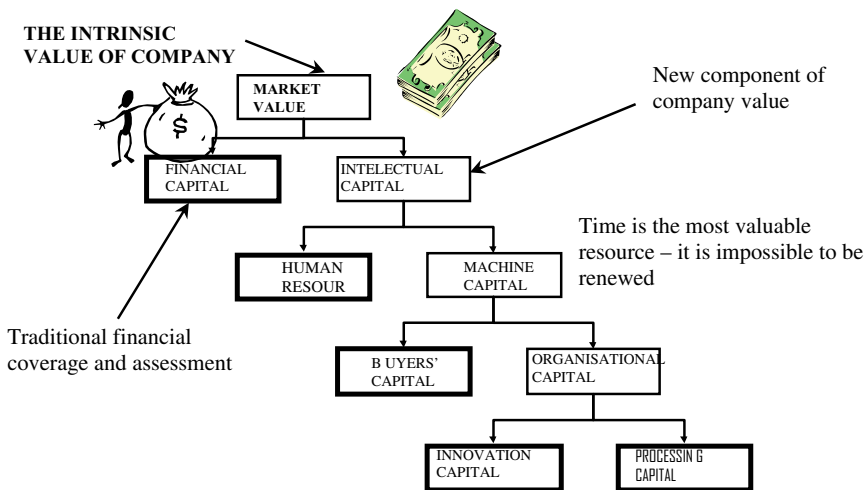 THE INTRINSIC
VALUE OF COMPANY
MARKET
VALUE
New component of
company value
$
FINANCIAL
CAPITAL
INTELECTUAL
CAPITAL
Time is the most valuable
resource – it is impossible to be
renewed
HUMAN
RESOUR
MACHINE
CAPITAL
Traditional financial
coverage and assessment
B UYERS’
CAPITAL
ORGANISATIONAL
CAPITAL
INNOVATION
CAPITAL
PROCESSIN G
CAPITAL